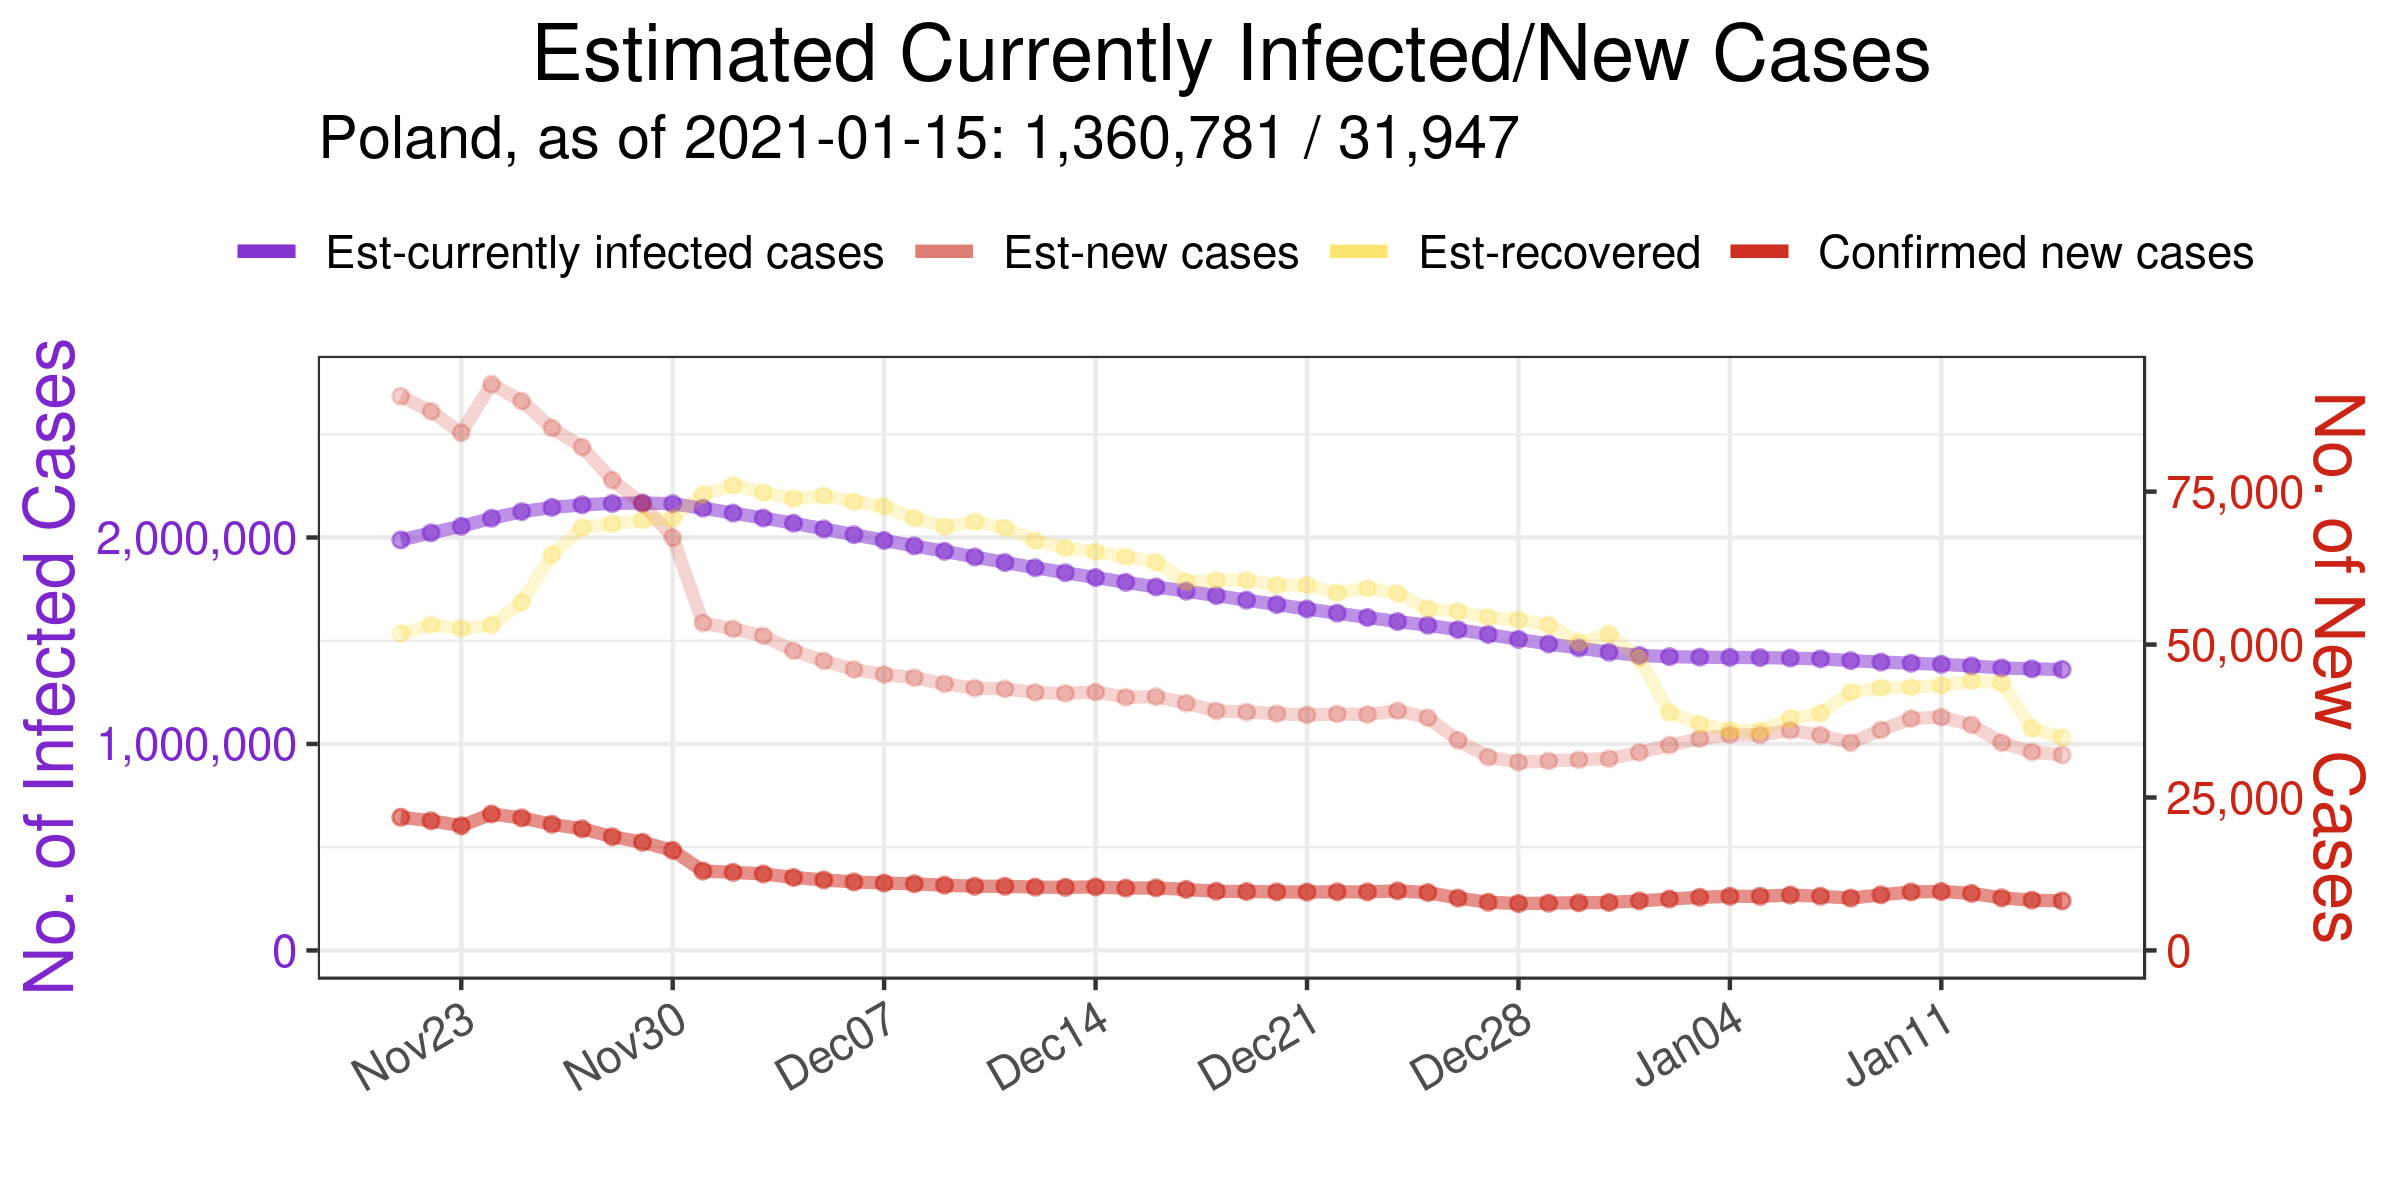 Estimated Currently Infected/New Cases
Poland, as of 2021-01-15: 1,360,781 / 31,947
Est-currently infected cases Est-new cases Est-recovered Confirmed new cases
No. of Infected Cases
2,000,000
1,000,000
0
No. of New Cases
75,000
50,000
25,000
0
Nov23 Nov30 Dec07 Dec14 Dec21 Dec28 Jan04 Jan11